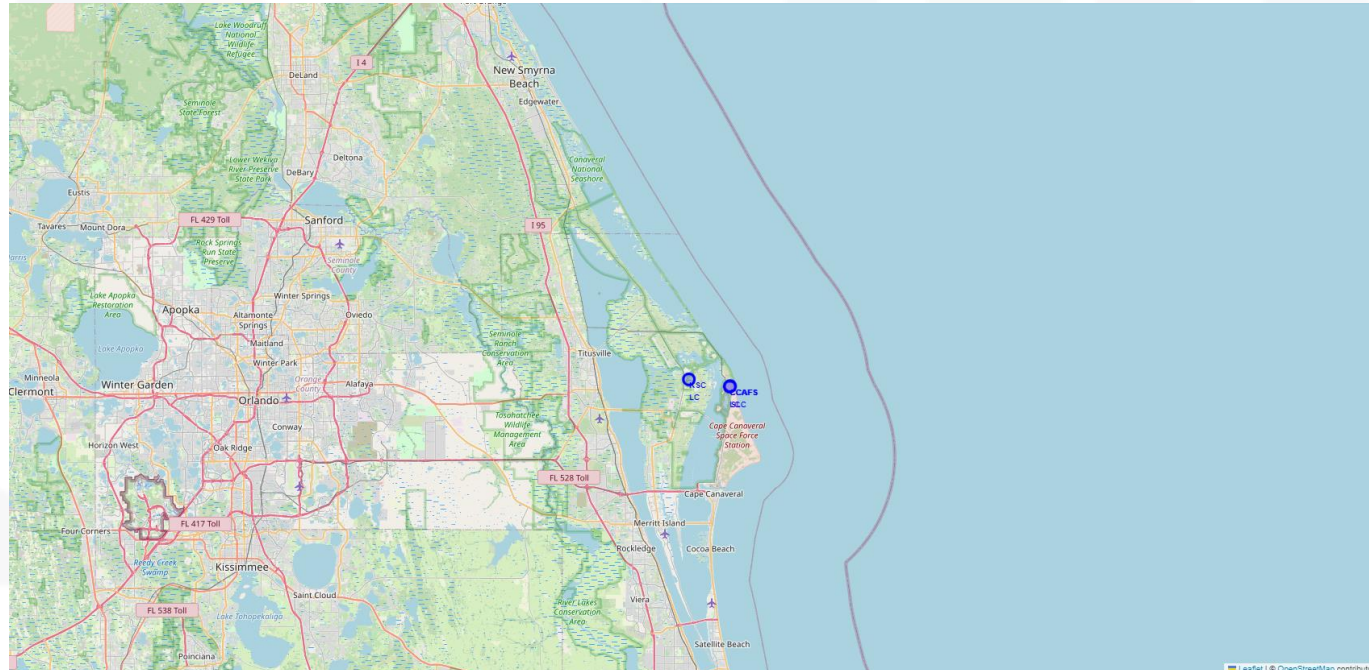 Lake Woodruff
National
Wildlife
Refuge
DeLand
I 4
New Smyrna
Beach
Edgewater
Seminole
State Forest
Lower Wekiva
River Preserve
State Park
Deltona
DeBary
Canaveral
National
Seashore
Eustis
Tavares
Mount Dora
FL 429 Toll
Sanford
I 95
Rock Springs
Run State
Preserve
Seminole
County
Lake Apopka
Restoration
Area
Winter Springs
Apopka
Altamonte
Springs
Oviedo
Maitland
Lake Apopka
Winter Park
Seminole
Ranch
Conservation
Area
Titusville
Minneola
Clermont
Winter Garden
Orange
County
Alafaya
Orlando
KSC
LC
CCAFS
SLC
Conway
Tosohatchee
Wildlife
Management
Area
Cape Canaveral
Space Force
Station
Horizon West
Oak Ridge
FL 528 Toll
Cape Canaveral
FL 417 Toll
Four Corners
Merritt Island
Reedy Creek
Swamp
Kissimmee
Rockledge
Cocoa Beach
Saint Cloud
FL 538 Toll
Lake Tohopekaliga
River Lakes
Conservation
Area
Viera
Poinciana
Satellite Beach
Leaflet | © OpenStreetMap